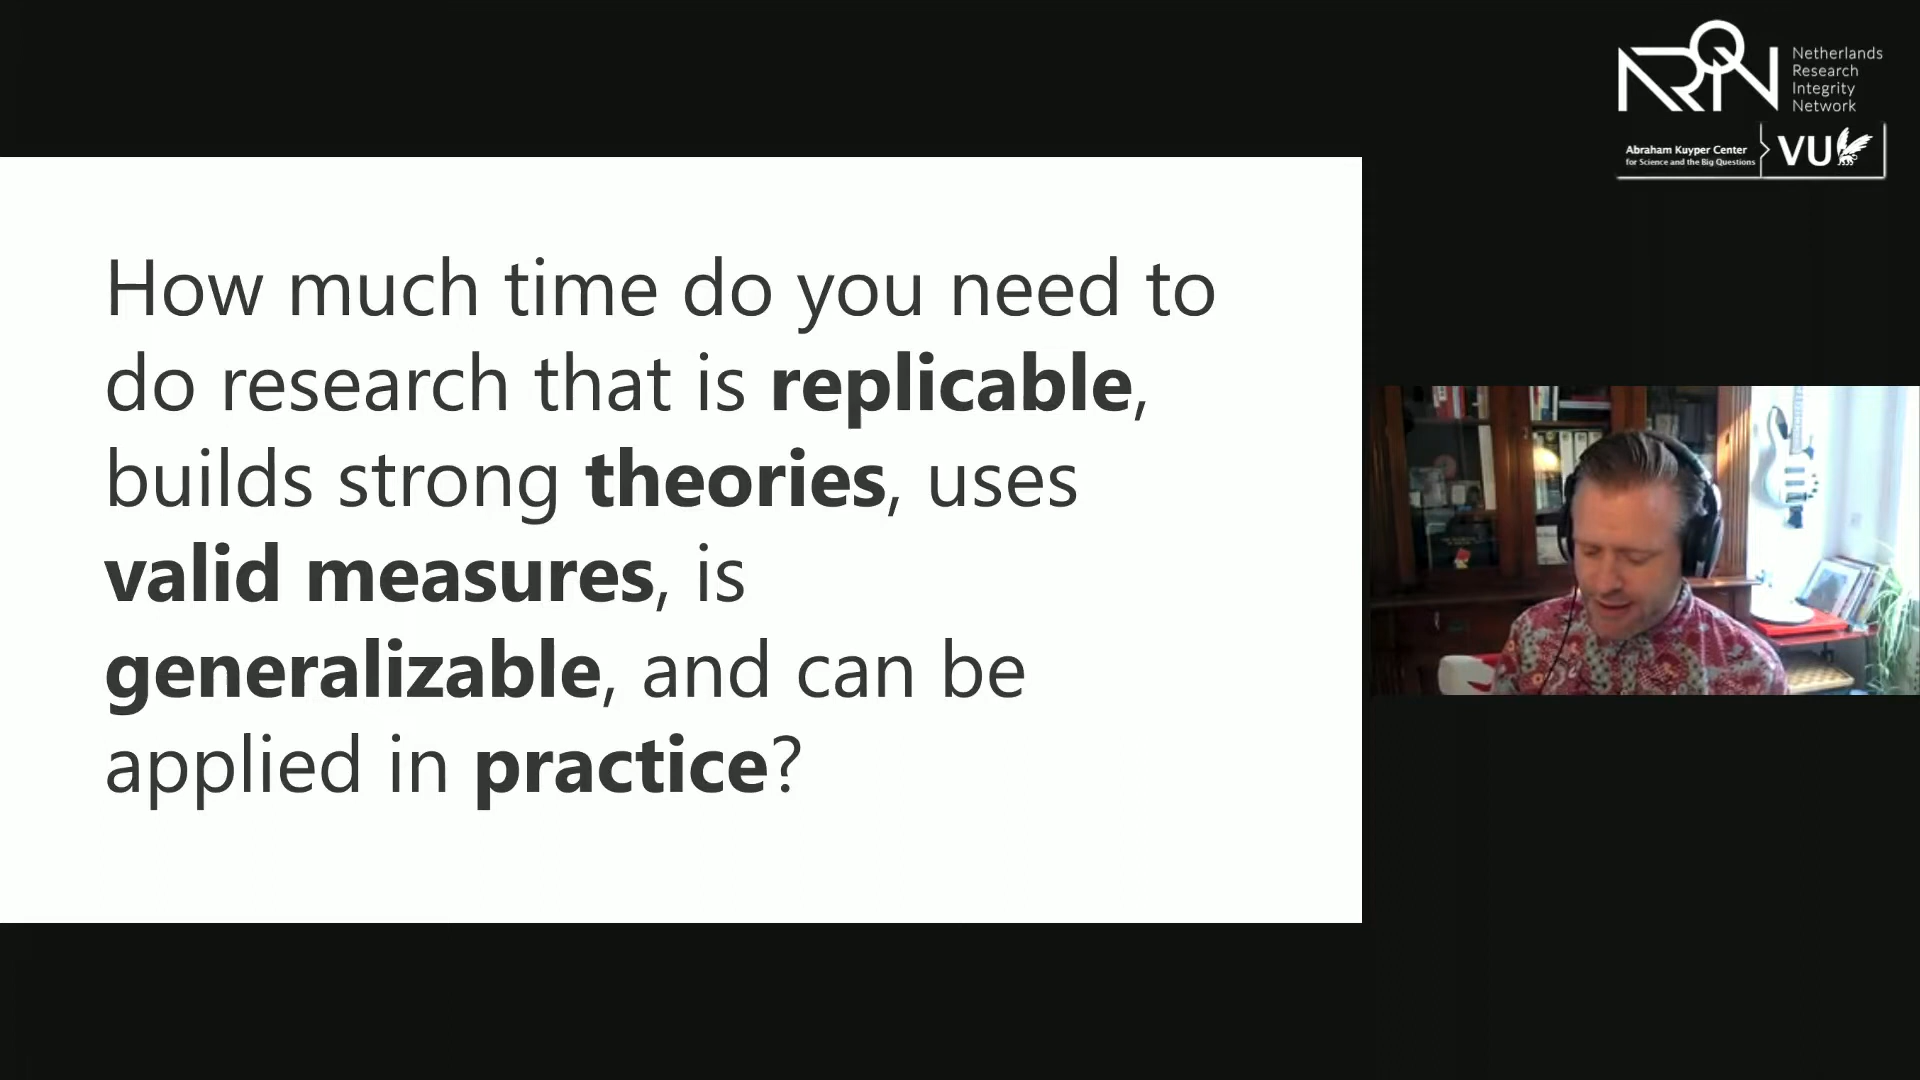 NRIN
Netherlands
Research
Integrity
Network
Abraham Kuyper Center
for Science and the Big Questions
VU
How much time do you need to
do research that is replicable,
builds strong theories, uses
valid measures, is
generalizable, and can be
applied in practice?